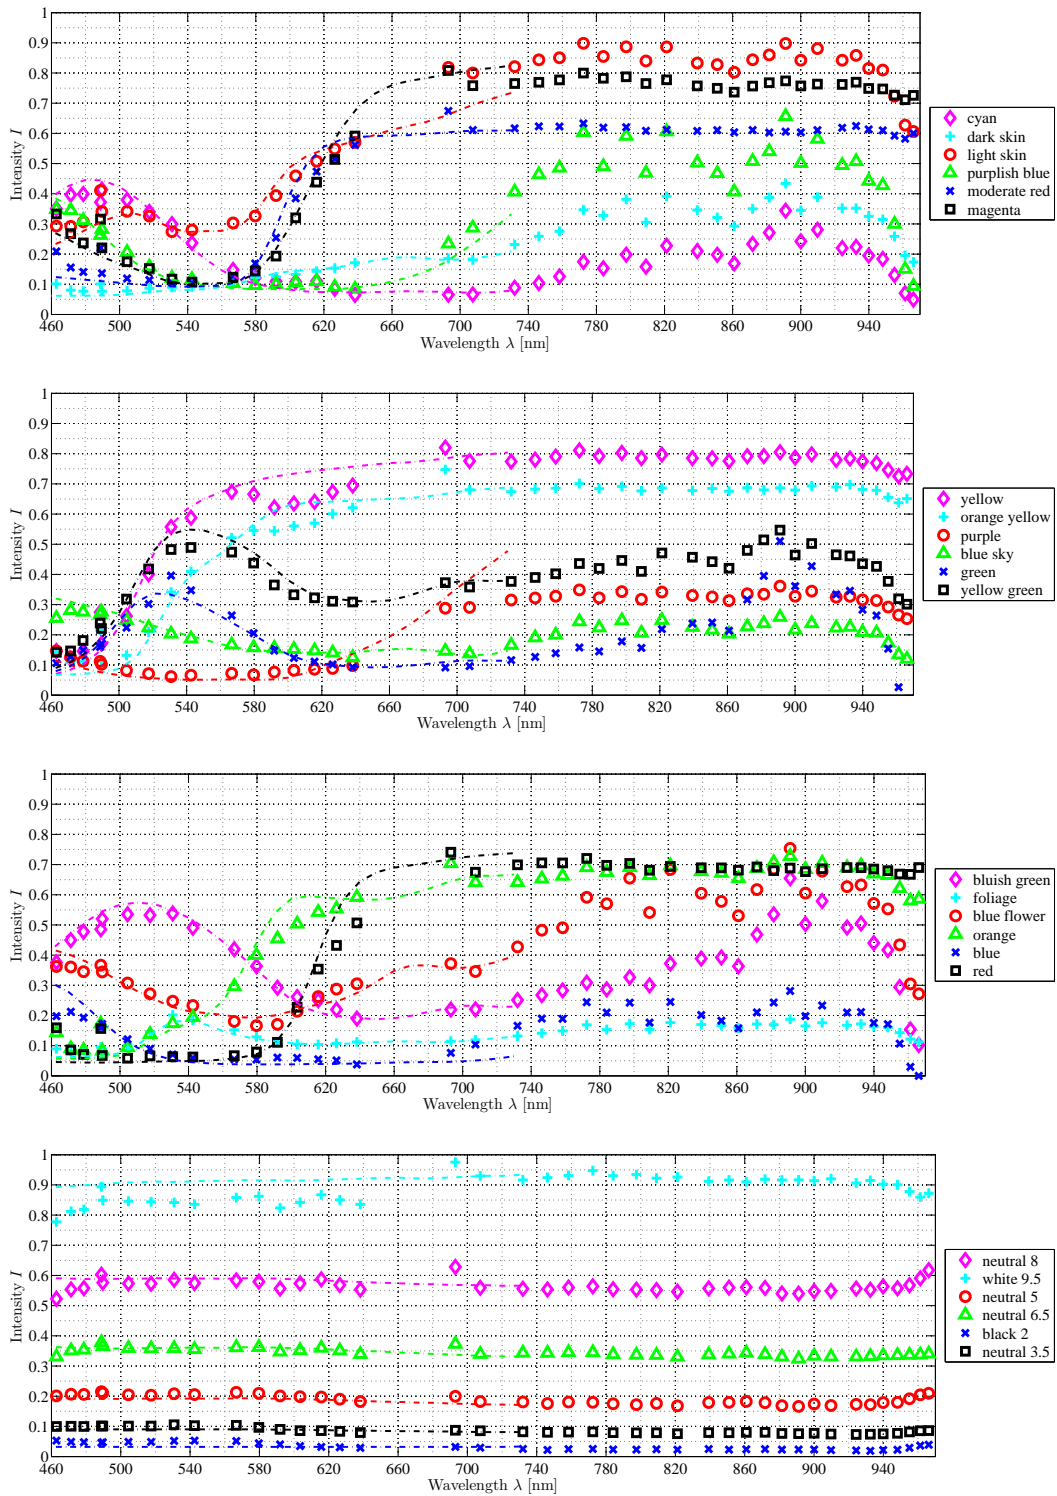 1
0.9
0.8
0.7
0.6
0.5
0.4
0.3
0.2
0.1
0
Intensity I
460 500 540 580 620 660 700 740 780 820 860 900 940
Wavelength λ [nm]
cyan
dark skin
light skin
purplish blue
moderate red
magenta
1
0.9
0.8
0.7
0.6
0.5
0.4
0.3
0.2
0.1
0
Intensity I
460 500 540 580 620 660 700 740 780 820 860 900 940
Wavelength λ [nm]
yellow
orange yellow
purple
blue sky
green
yellow green
1
0.9
0.8
0.7
0.6
0.5
0.4
0.3
0.2
0.1
0
Intensity I
460 500 540 580 620 660 700 740 780 820 860 900 940
Wavelength λ [nm]
bluish green
foliage
blue flower
orange
blue
red
1
0.9
0.8
0.7
0.6
0.5
0.4
0.3
0.2
0.1
0
Intensity I
460 500 540 580 620 660 700 740 780 820 860 900 940
Wavelength λ [nm]
neutral 8
white 9.5
neutral 5
neutral 6.5
black 2
neutral 3.5